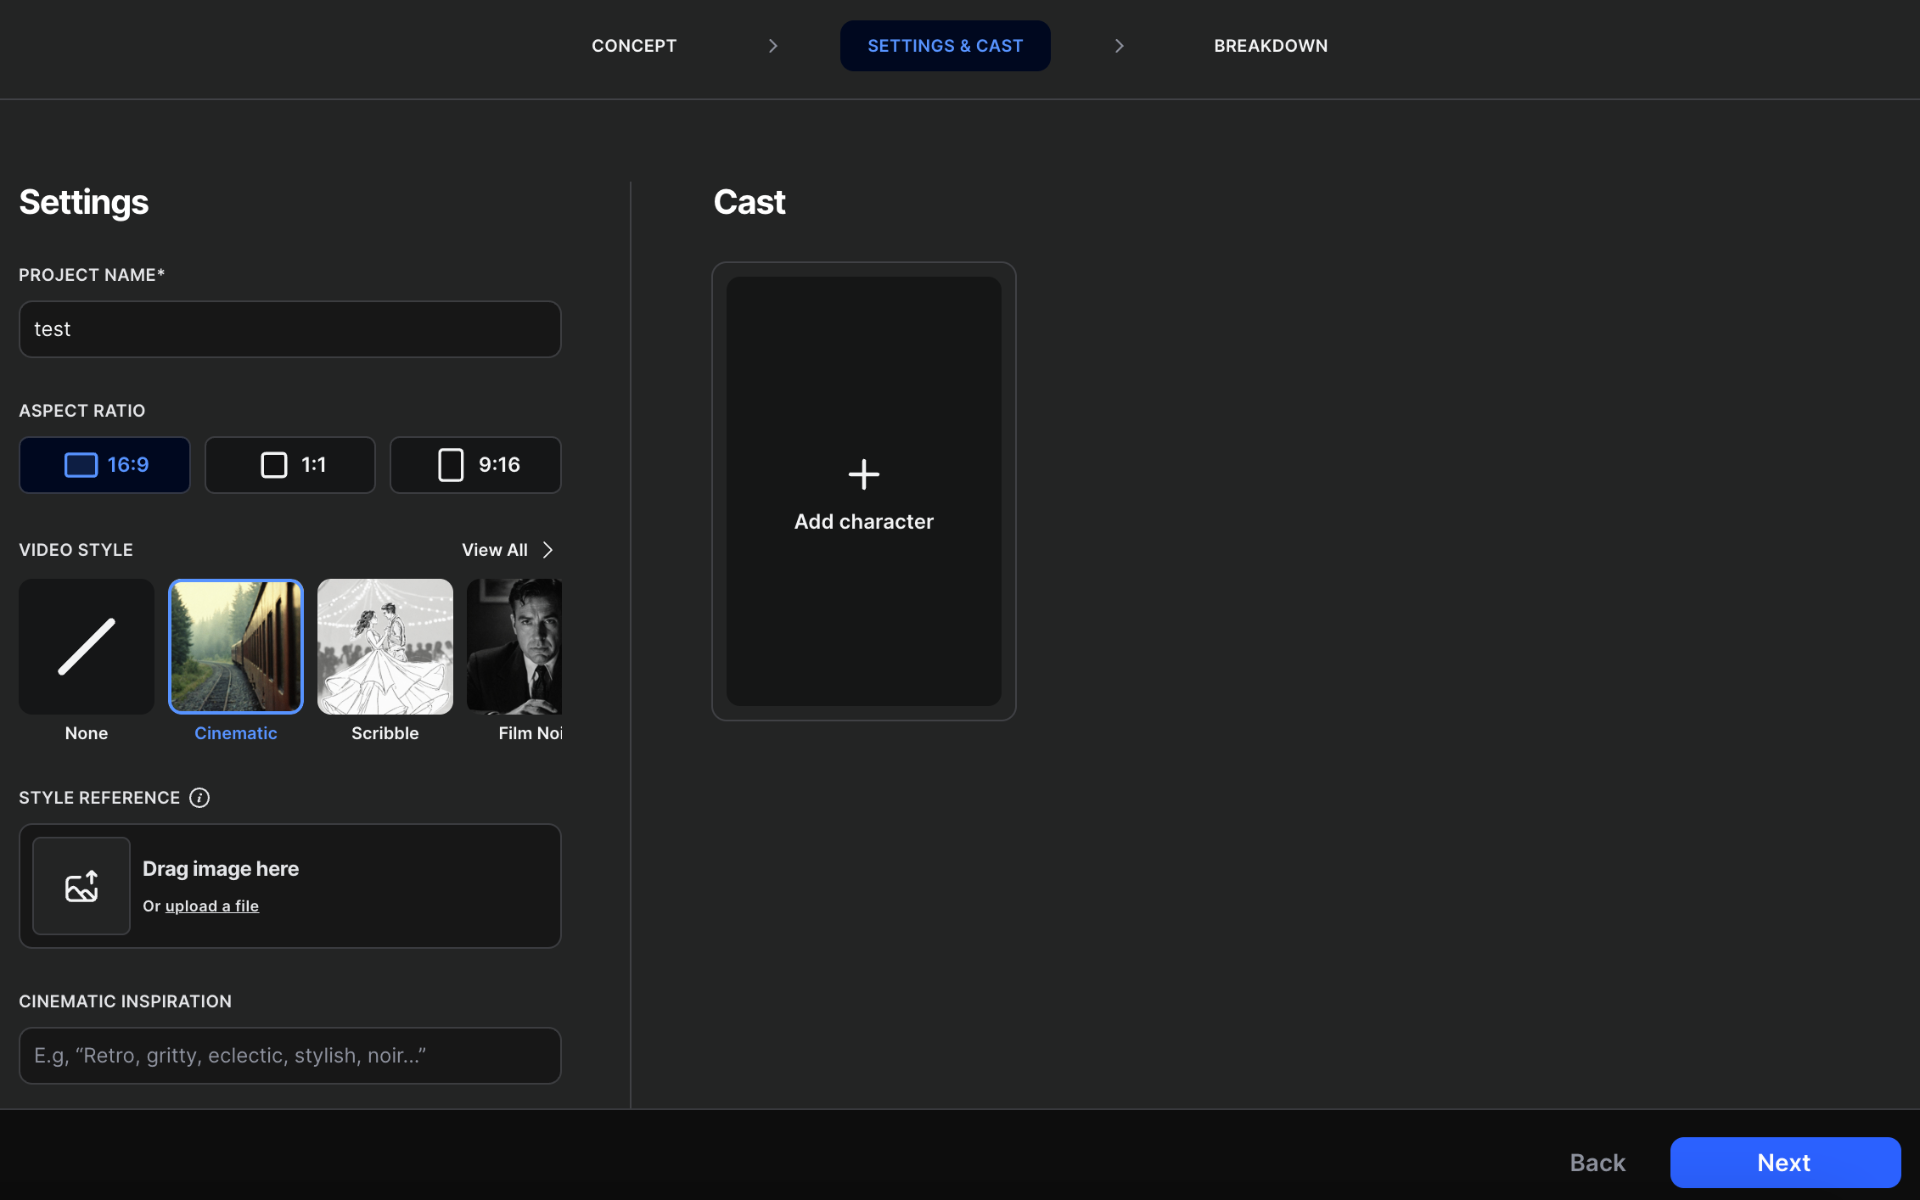 CONCEPT
SETTINGS & CAST
BREAKDOWN
Settings
PROJECT NAME*
test
ASPECT RATIO
16:9
1:1
9:16
VIDEO STYLE
View All
None
Cinematic
Scribble
Film Noi
STYLE REFERENCE
Drag image here
Or upload a file
CINEMATIC INSPIRATION
E.g, “Retro, gritty, eclectic, stylish, noir...”
Cast
Add character
Back
Next